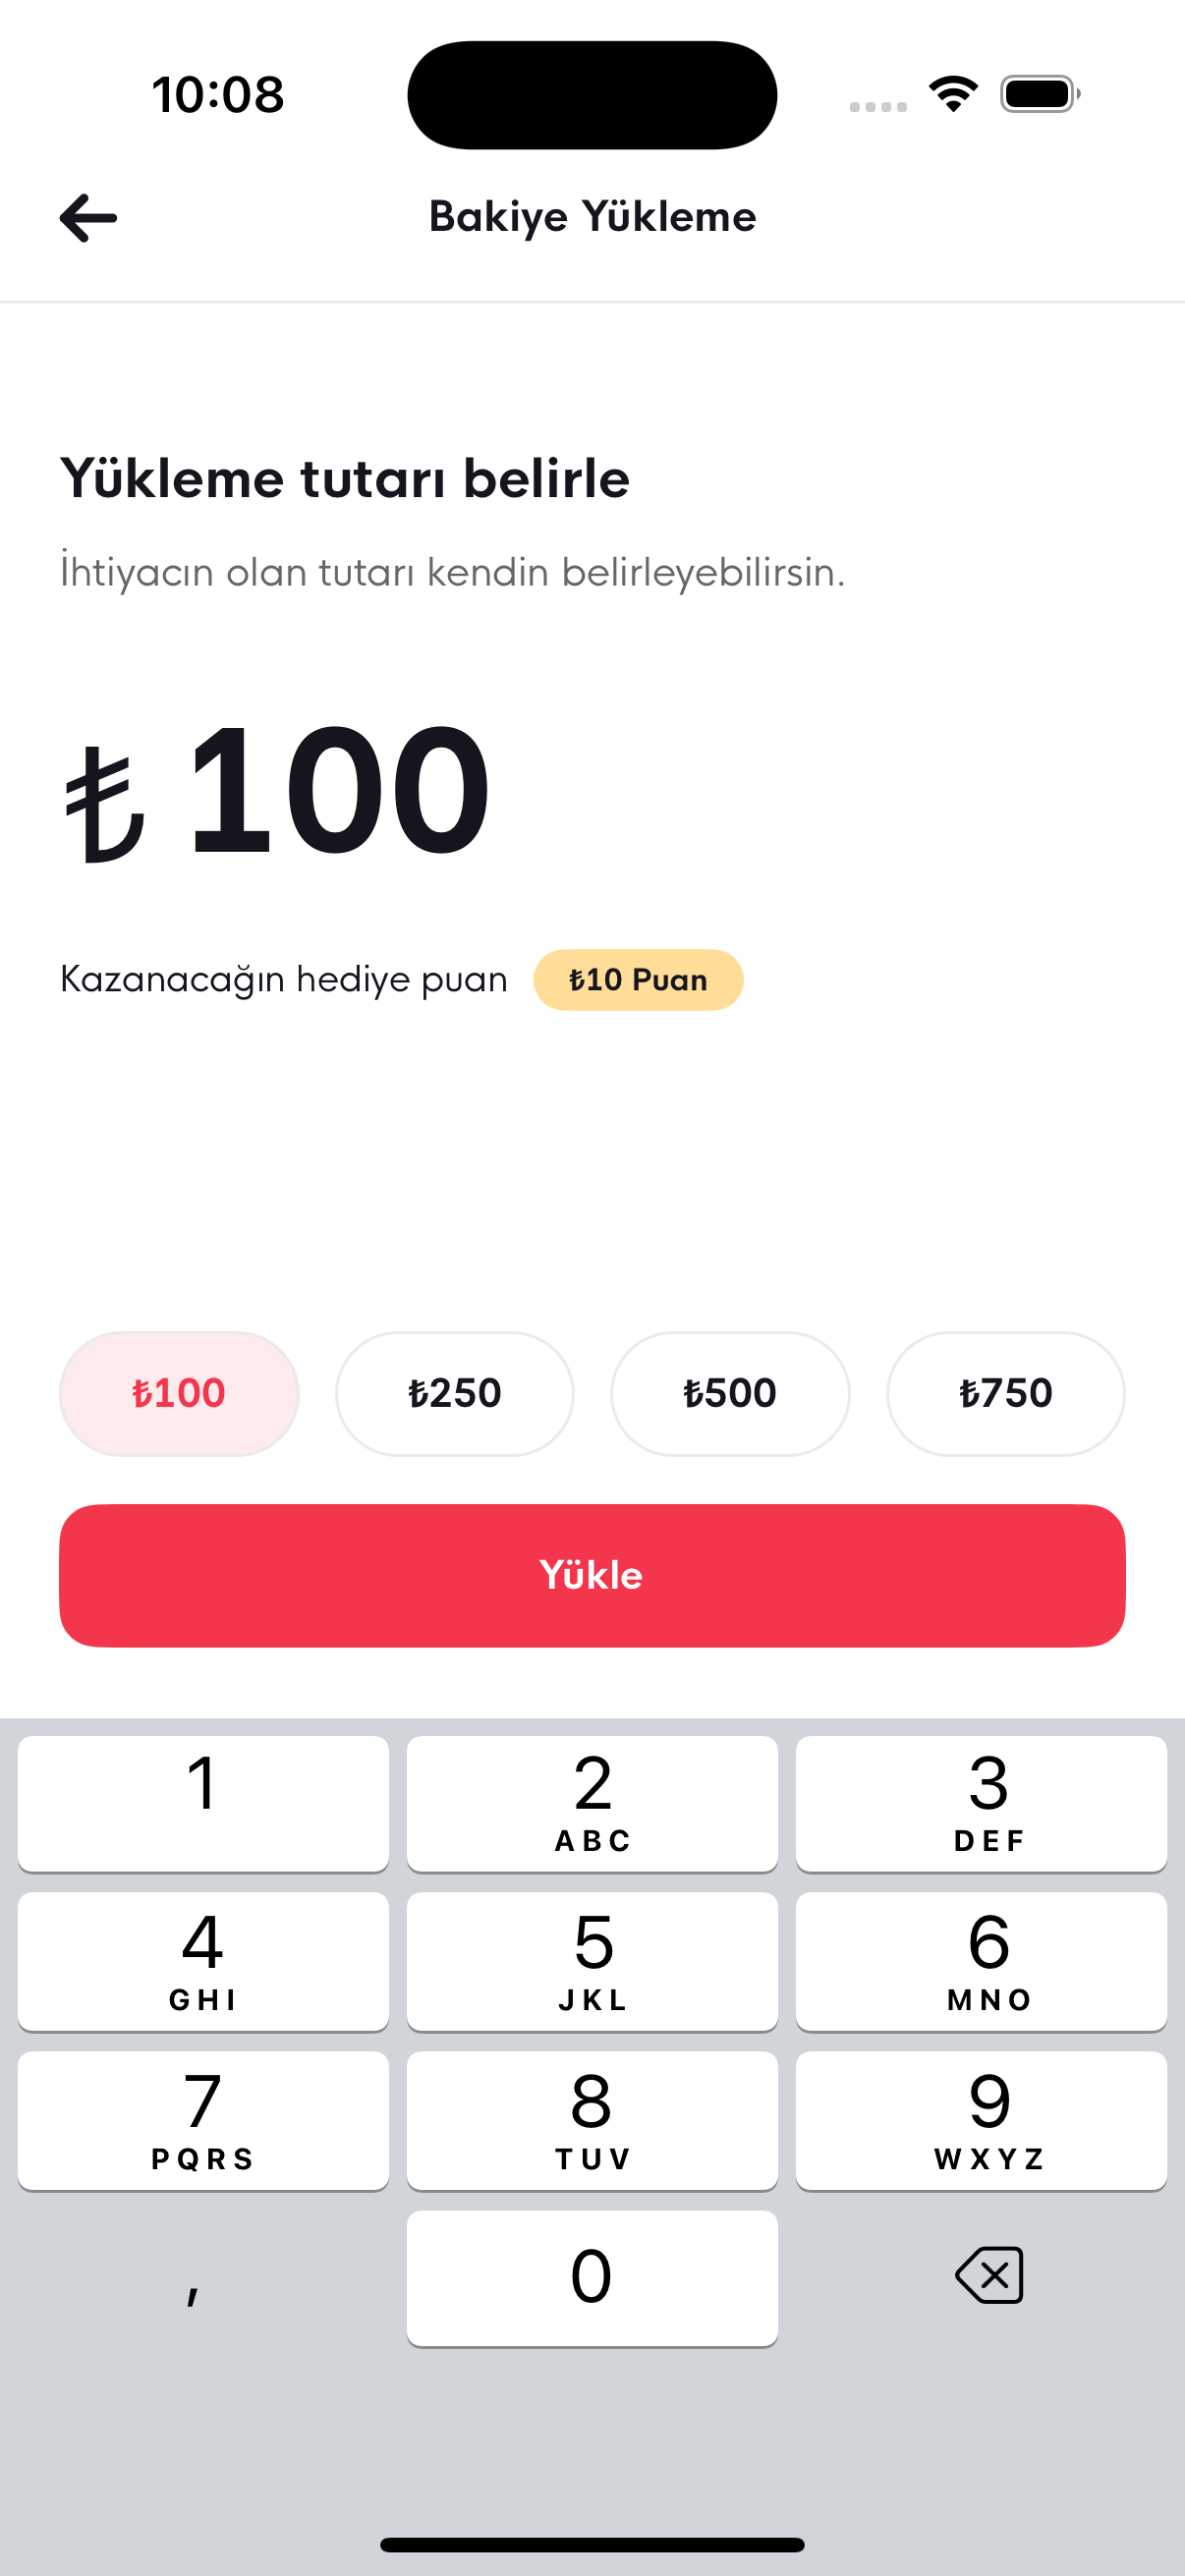 10:08
Bakiye Yükleme
Yükleme tutarı belirle
İhtiyacın olan tutarı kendin belirleyebilirsin.
₺ 100
Kazanacağın hediye puan ₺10 Puan
₺100 ₺250 ₺500 ₺750
Yükle
1 2 3
ABC DEF
4 5 6
GHI JKL MNO
7 8 9
PQRS TUV WXYZ
, 0